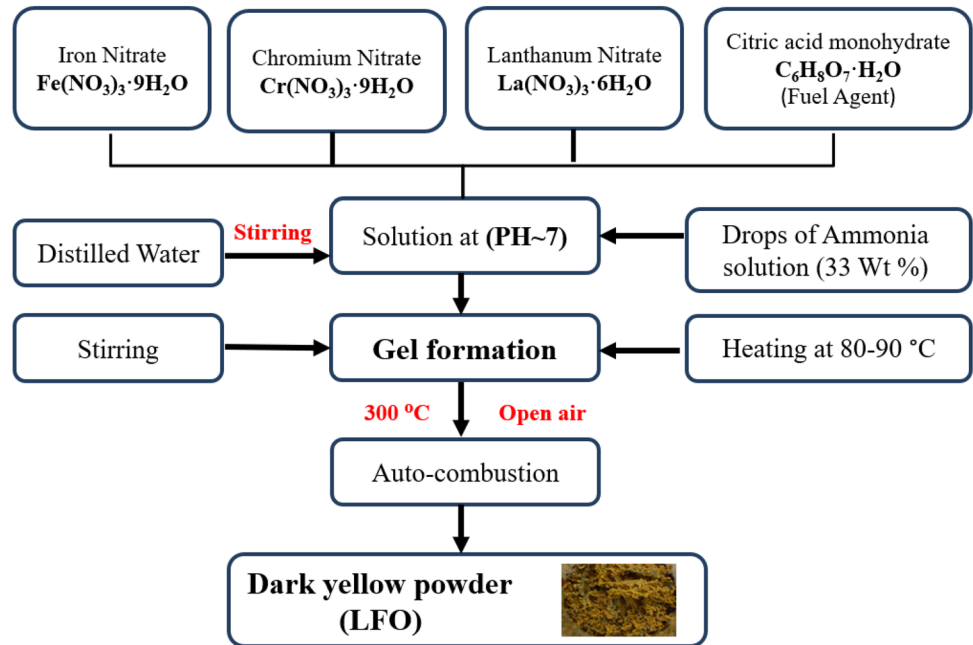 Iron Nitrate
Fe(NO₃)₃·9H₂O
Chromium Nitrate
Cr(NO₃)₃·9H₂O
Lanthanum Nitrate
La(NO₃)₃·6H₂O
Citric acid monohydrate
C₆H₈O₇·H₂O
(Fuel Agent)
Distilled Water
Stirring
Solution at (PH~7)
Drops of Ammonia
solution (33 Wt %)
Stirring
Gel formation
Heating at 80-90 °C
300 ⁰C
Open air
Auto-combustion
Dark yellow powder
(LFO)